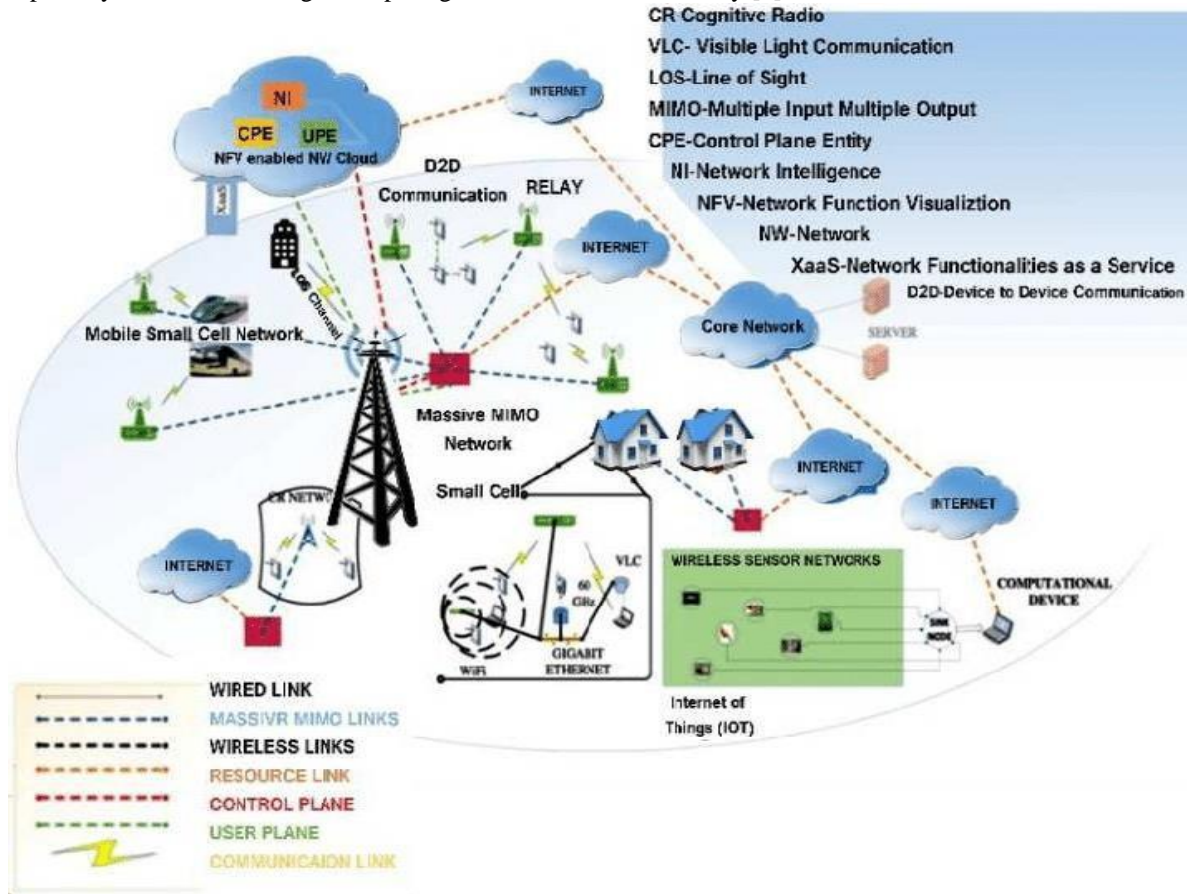 CR Cognitive Radio
VLC- Visible Light Communication
LOS-Line of Sight
MIMO-Multiple Input Multiple Output
CPE-Control Plane Entity
NI-Network Intelligence
NFV-Network Function Visualiztion
NW-Network
XaaS-Network Functionalities as a Service
D2D-Device to Device Communication
NI
CPE
UPE
NFV enabled NW Cloud
XaaS
INTERNET
D2D
Communication
RELAY
INTERNET
LOS Channel
Mobile Small Cell Network
Core Network
SERVER
Massive MIMO
Network
Small Cell
INTERNET
INTERNET
CR NETWO
INTERNET
VLC
60
GHz
WiFi
GIGABIT
ETHERNET
WIRELESS SENSOR NETWORKS
SINK
NODE
COMPUTATIONAL
DEVICE
Internet of
Things (IOT)
WIRED LINK
MASSIVR MIMO LINKS
WIRELESS LINKS
RESOURCE LINK
CONTROL PLANE
USER PLANE
COMMUNICAION LINK